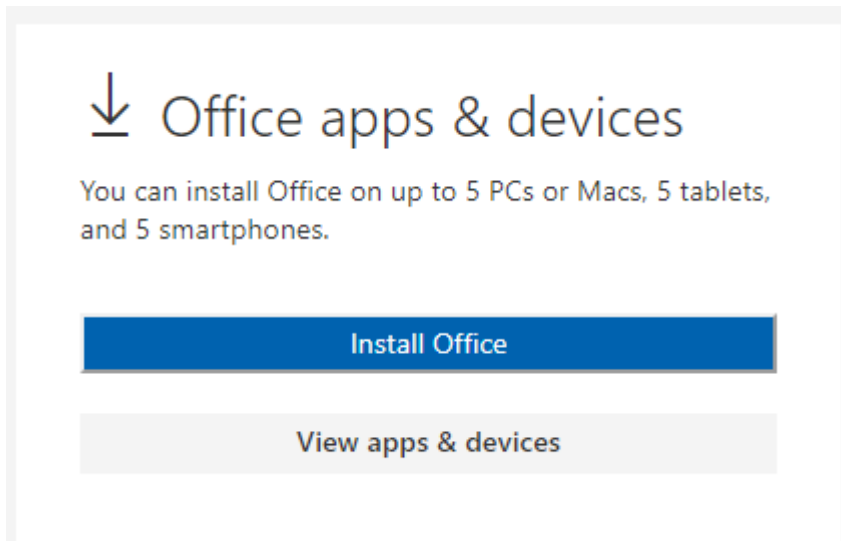 Office apps & devices
You can install Office on up to 5 PCs or Macs, 5 tablets,
and 5 smartphones.
Install Office
View apps & devices